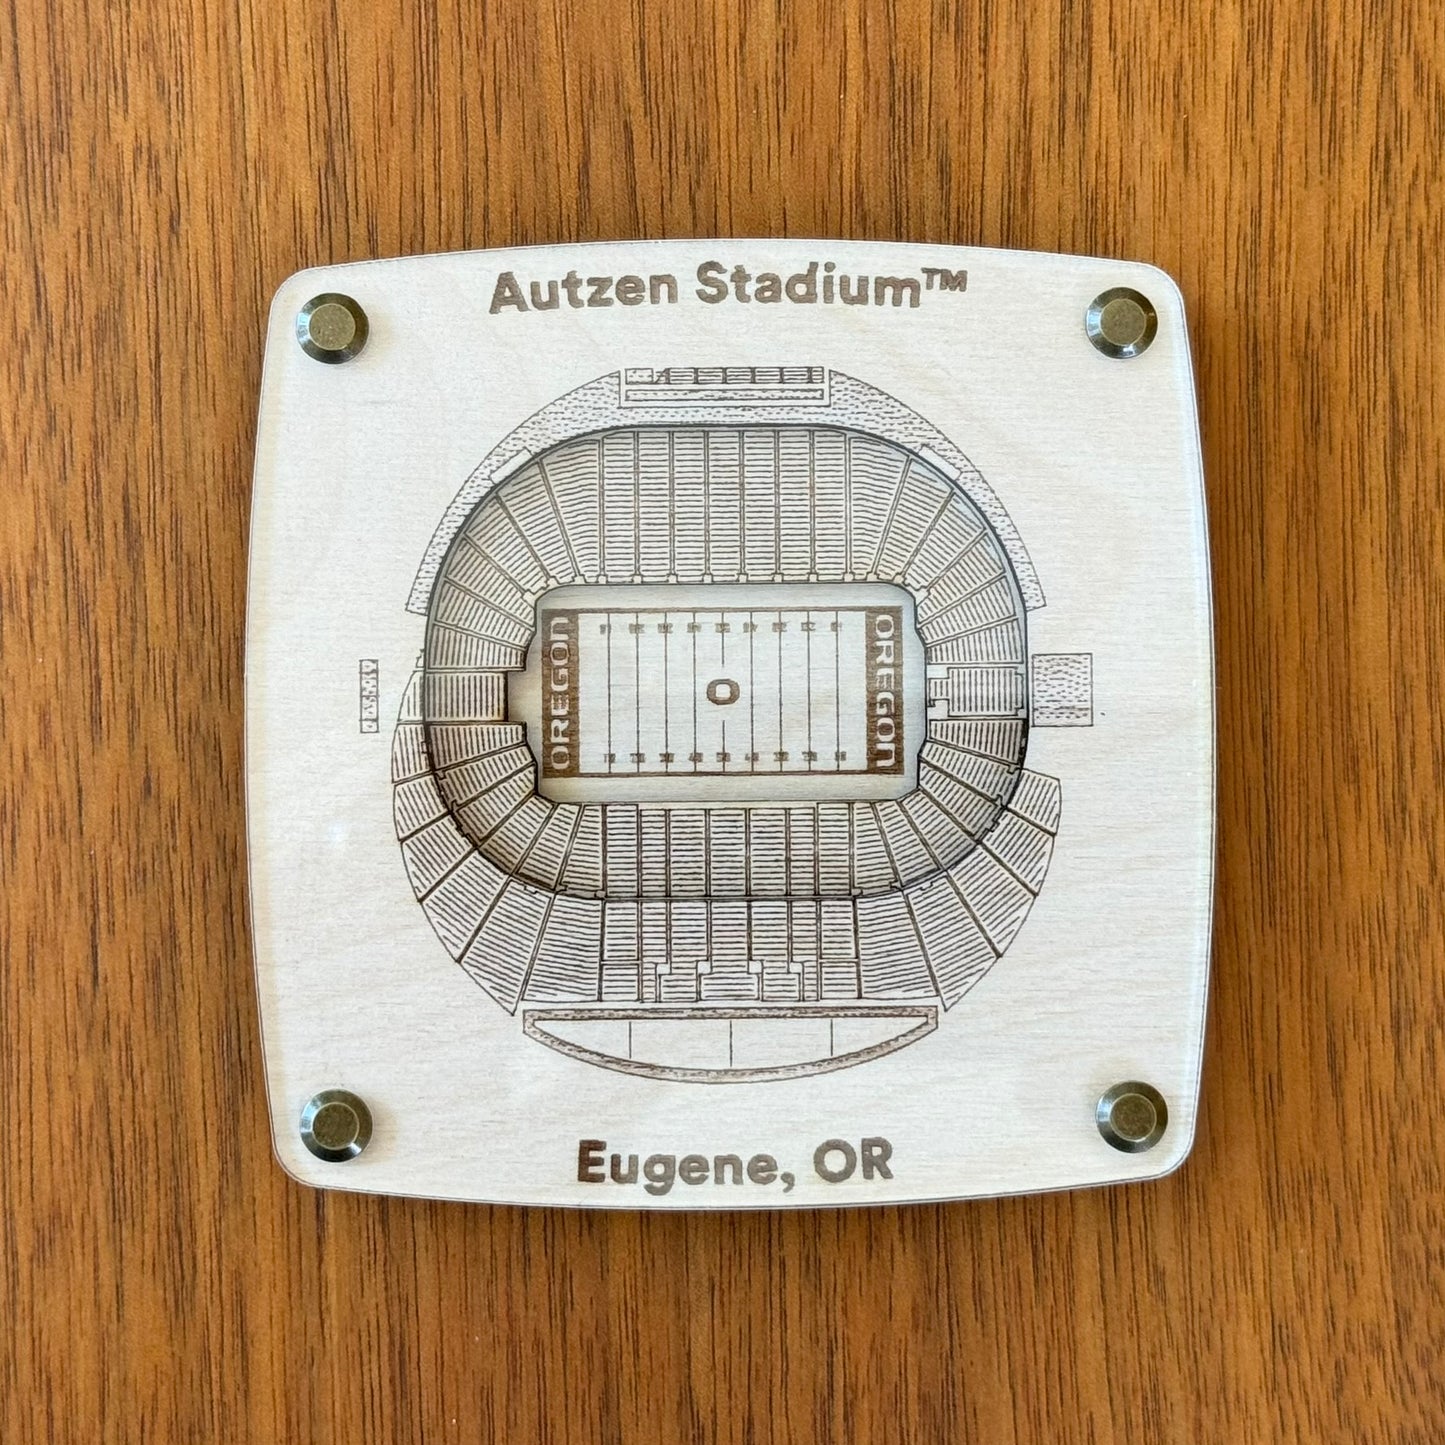 Autzen Stadium™
OREGON
OREGON
O
Eugene, OR